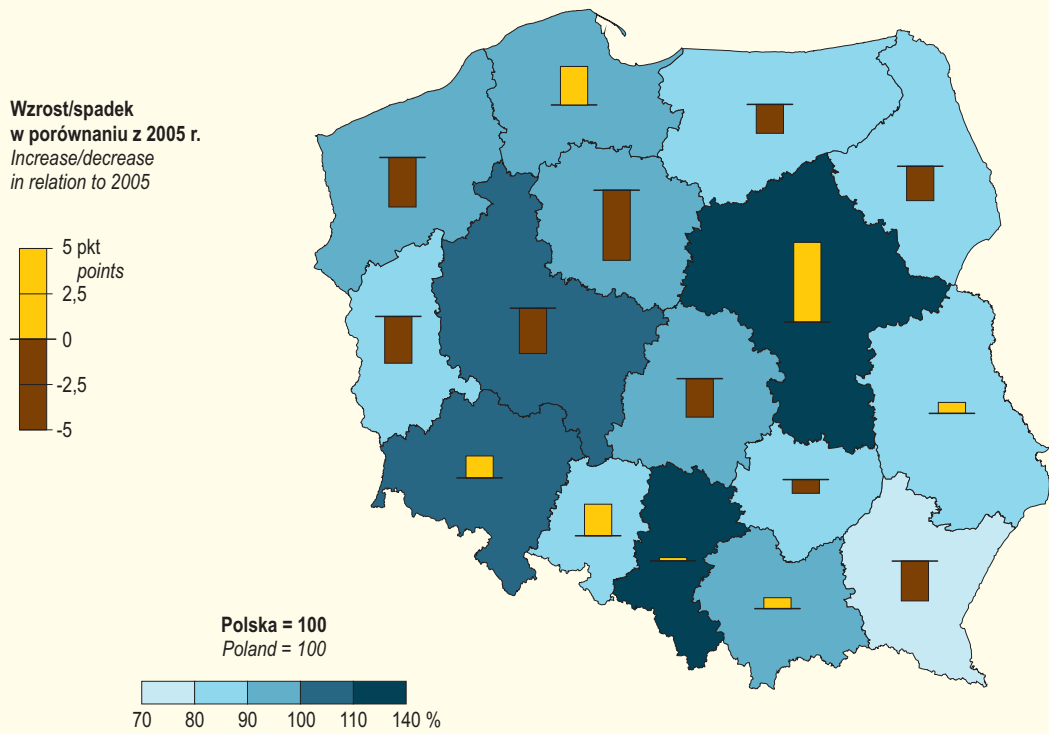 Wzrost/spadek
w porównaniu z 2005 r.
Increase/decrease
in relation to 2005
5 pkt
points
2,5
0
-2,5
-5
Polska = 100
Poland = 100
70 80 90 100 110 140 %